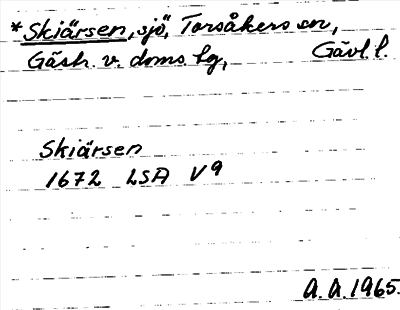 *Skiärsen, sjö, Torsåkers sn,
Gästr. v. doms. lg, Gävl. l.
Skiärsen
1672 LSA V9
A.A. 1965.